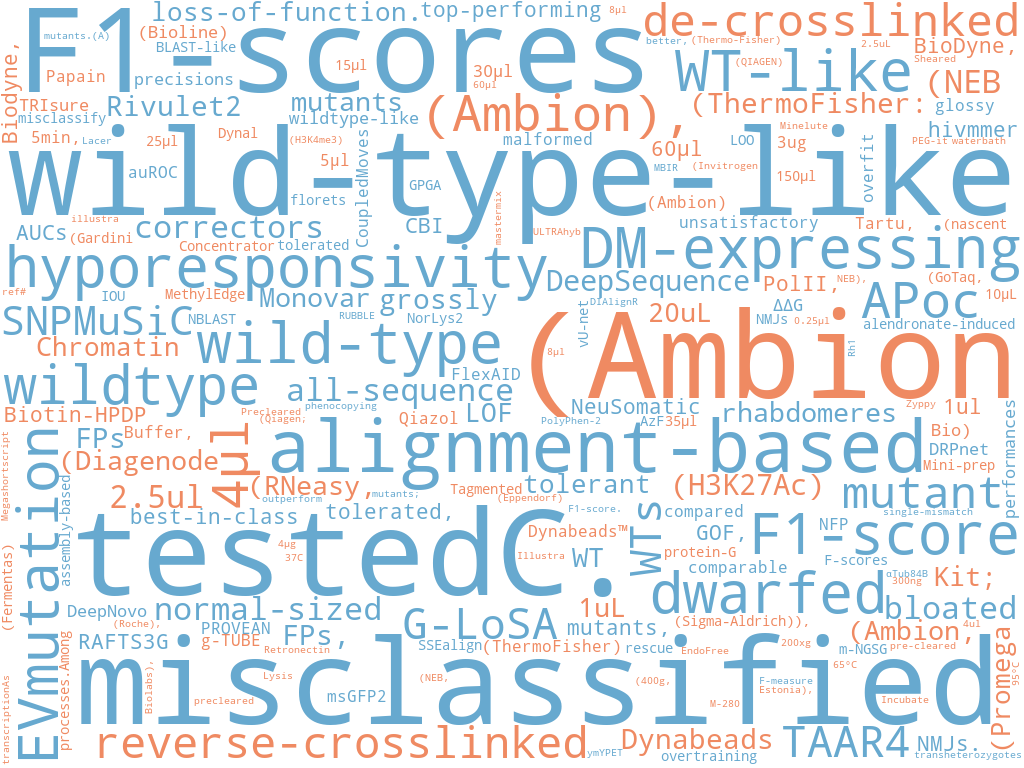 loss-of-function.
top-performing
8μl
de-crosslinked
F1-scores
mutants.(A)
(Bioline)
BLAST-like
better,
(Thermo-Fisher)
2.5uL
BioDyne,
Sheared
Biodyne,
Papain
precisions
15μl
30μl
60μl
WT-like
(QIAGEN)
(NEB
TRIsure
Rivulet2
mutants
(Ambion),
(ThermoFisher:
glossy
misclassify
wildtype-like
hivmmer
5min,
Lacer
25μl
Dynal
(H3K4me3)
CoupledMoves
malformed
60μl
LOO
Minelute
3ug
overfit
PEG-it
waterbath
wild-type-like
auROC
5μl
GPGA
MBIR
(Invitrogen
150μl
florets
mastermix
(Ambion)
illustra
correctors
CBI
unsatisfactory
Tartu,
(nascent
AUCs
(Gardini
Concentrator
tolerated
ULTRAhyb
DM-expressing
hyporesponsivity
DeepSequence
PolII,
NEB),
(GoTaq,
ref#
IOU
MethylEdge
Monovar
grossly
DIAlignR
ΔΔG
APoc
10μL
SNPMuSiC
NBLAST
RUBBLE
NorLys2
vU-net
20uL
NMJs
0.25μl
alendronate-induced
Chromatin
wild-type
(Ambion
8μl
Rh1
wildtype
all-sequence
FlexAID
Biotin-HPDP
Precleared
phenocopying
(Qiagen;
Qiazol
LOF
NeuSomatic
rhabdomeres
Zyppy
1ul
PolyPhen-2
AzF
35μl
performances
Megashortscript
EVmutation
FPs
Buffer,
4μl
alignment-based
Bio)
DRPnet
Mini-prep
(Diagenode
assembly-based
2.5ul
(RNeasy,
mutants;
Tagmented
tolerant
(H3K27Ac)
mutant
outperform
(Eppendorf)
best-in-class
tolerated,
F1-score.
WTs
compared
single-mismatch
testedC.
Dynabeads™
GOF,
F1-score
NFP
(Fermentas)
4μg
37C
Illustra
WT
protein-G
comparable
F-scores
αTub84B
300ng
Kit;
dwarfed
DeepNovo
normal-sized
G-LoSA
1uL
bloated
(Roche),
PROVEAN
FPs,
mutants,
(Sigma-Aldrich)),
(Ambion,
4ul
RAFTS3G
g-TUBE
Retronectin
SSEalign
(ThermoFisher)
rescue
EndoFree
200xg
m-NGSG
pre-cleared
processes.Among
transcriptionAs
Biolabs),
misclassified
Lysis
precleared
msGFP2
(NEB,
(400g,
M-280
F-measure
Estonia),
65°C
Incubate
(Promega
95°C
reverse-crosslinked
ymYPET
Dynabeads
overtraining
TAAR4
NMJs.
transheterozygotes